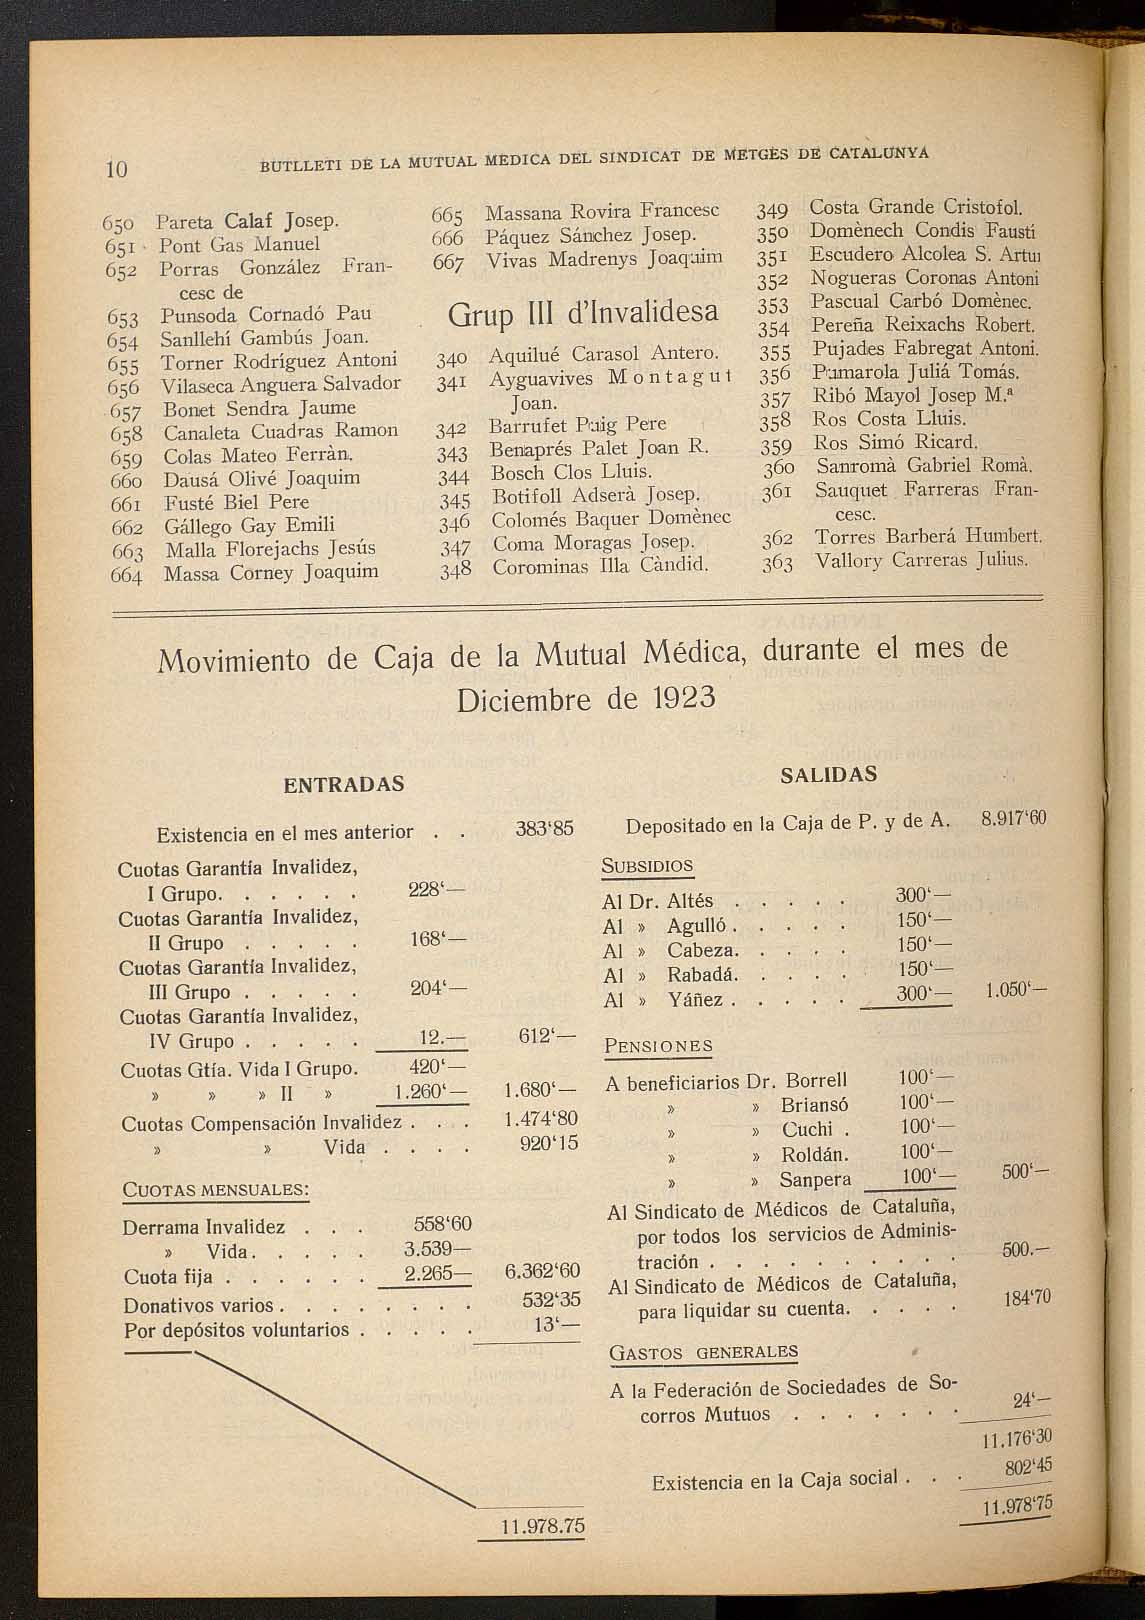 10
BUTLLETI DE LA MUTUAL MÉDICA DEL SINDICAT DE METGES DE CATALUNYA
650 Pareta Calaf Josep.
651 Pont Gas Manuel
652 Porras González Fran-
cesc de
653 Punsoda Cornadó Pau
654 Sanllehí Gambús Joan.
655 Torner Rodríguez Antoni
656 Vilaseca Anguera Salvador
657 Bonet Sendra Jaume
658 Canaleta Cuadras Ramon
659 Colas Mateo Ferràn.
660 Dausá Olivé Joaquim
661 Fusté Biel Pere
662 Gállego Gay Emili
663 Malla Florejachs Jesús
664 Massa Corney Joaquim
665 Massana Rovira Francesc
666 Páquez Sánchez Josep.
667 Vivas Madrenys Joaquim
Grup III d'Invalidesa
340 Aquilué Carasol Antero.
341 Ayguavives Montagut
Joan.
342 Barrufet Puig Pere
343 Benaprés Palet Joan R.
344 Bosch Clos Lluis.
345 Botifoll Adserà Josep.
346 Colomés Baquer Domènec
347 Coma Moragas Josep.
348 Corominas Illa Càndid.
349 Costa Grande Cristofol.
350 Domènech Condis Faustí
351 Escudero Alcolea S. Artur
352 Nogueras Coronas Antoni
353 Pascual Carbó Domènec.
354 Pereña Reixachs Robert.
355 Pujades Fabregat Antoni.
356 Pumarola Juliá Tomás.
357 Ribó Mayol Josep M.ª
358 Ros Costa Lluis.
359 Ros Simó Ricard.
360 Sanromà Gabriel Romà.
361 Sauquet Farreras Fran-
cesc.
362 Torres Barberá Humbert.
363 Vallory Carreras Julius.
Movimiento de Caja de la Mutual Médica, durante el mes de
Diciembre de 1923
ENTRADAS
Existencia en el mes anterior . . 383'85
Cuotas Garantía Invalidez,
I Grupo. . . . . . 228'—
Cuotas Garantía Invalidez,
II Grupo . . . . . 168'—
Cuotas Garantía Invalidez,
III Grupo . . . . . 204'—
Cuotas Garantía Invalidez,
IV Grupo . . . . . 12.— 612'—
Cuotas Gtía. Vida I Grupo. 420'—
» » » II » 1.260'— 1.680'—
Cuotas Compensación Invalidez . . . 1.474'80
» » Vida . . . . 920'15
CUOTAS MENSUALES:
Derrama Invalidez . . . 558'60
» Vida. . . . . 3.539—
Cuota fija . . . . . . 2.265— 6.362'60
Donativos varios . . . . . . . . 532'35
Por depósitos voluntarios . . . . . 13'—
11.978.75
SALIDAS
Depositado en la Caja de P. y de A. 8.917'60
SUBSIDIOS
Al Dr. Altés . . . . . 300'—
Al » Agulló . . . . . 150'—
Al » Cabeza. . . . . 150'—
Al » Rabadá. . . . . 150'—
Al » Yáñez . . . . . 300'— 1.050'—
PENSIONES
A beneficiarios Dr. Borrell 100'—
» » Briansó 100'—
» » Cuchi . 100'—
» » Roldán. 100'—
» » Sanpera 100'— 500'—
Al Sindicato de Médicos de Cataluña,
por todos los servicios de Adminis-
tración . . . . . . . . . . 500.—
Al Sindicato de Médicos de Cataluña,
para liquidar su cuenta. . . . . 184'70
GASTOS GENERALES
A la Federación de Sociedades de So-
corros Mutuos . . . . . . . 24'—
11.176'30
Existencia en la Caja social . . . 802'45
11.978'75